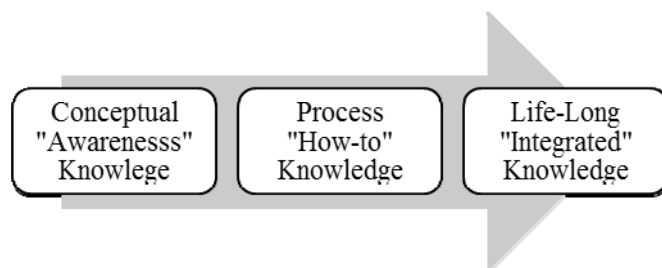 Conceptual
"Awarenesss"
Knowlege
Process
"How-to"
Knowledge
Life-Long
"Integrated"
Knowledge